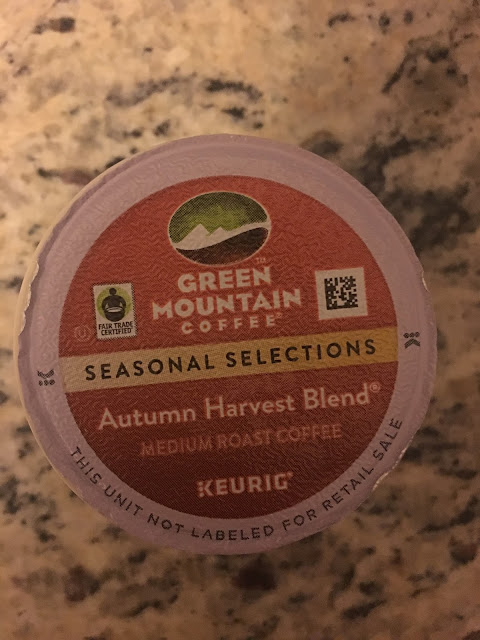 GREEN
MOUNTAIN
COFFEE
FAIR TRADE
CERTIFIED
SEASONAL SELECTIONS
Autumn Harvest Blend®
MEDIUM ROAST COFFEE
KEURIG®
THIS UNIT NOT LABELED FOR RETAIL SALE